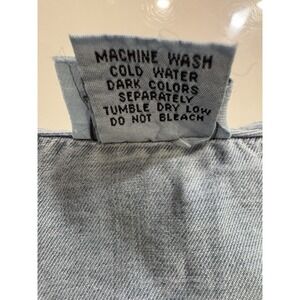 MACHINE WASH
COLD WATER
DARK COLORS
SEPARATELY
TUMBLE DRY LOW
DO NOT BLEACH